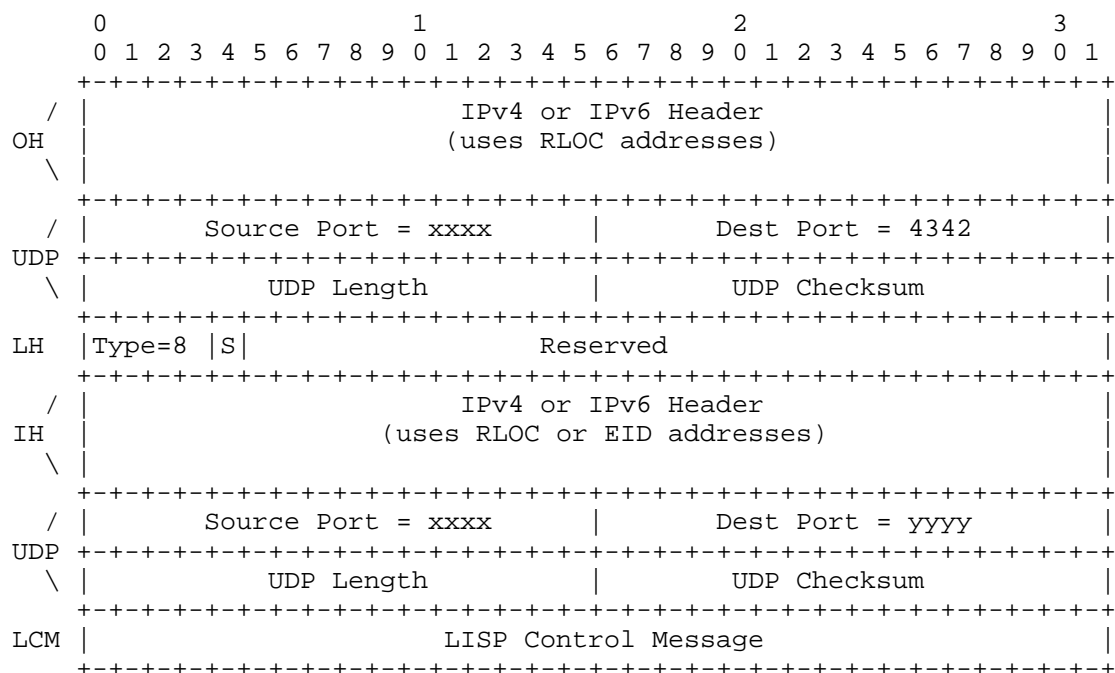 0                   1                   2                   3
        0 1 2 3 4 5 6 7 8 9 0 1 2 3 4 5 6 7 8 9 0 1 2 3 4 5 6 7 8 9 0 1
       +-+-+-+-+-+-+-+-+-+-+-+-+-+-+-+-+-+-+-+-+-+-+-+-+-+-+-+-+-+-+-+-+
     / |                       IPv4 or IPv6 Header                     |
   OH  |                      (uses RLOC addresses)                    |
     \ |                                                               |
       +-+-+-+-+-+-+-+-+-+-+-+-+-+-+-+-+-+-+-+-+-+-+-+-+-+-+-+-+-+-+-+-+
     / |       Source Port = xxxx      |       Dest Port = 4342        |
   UDP +-+-+-+-+-+-+-+-+-+-+-+-+-+-+-+-+-+-+-+-+-+-+-+-+-+-+-+-+-+-+-+-+
     \ |           UDP Length          |        UDP Checksum           |
       +-+-+-+-+-+-+-+-+-+-+-+-+-+-+-+-+-+-+-+-+-+-+-+-+-+-+-+-+-+-+-+-+
   LH  |Type=8 |S|                  Reserved                           |
       +-+-+-+-+-+-+-+-+-+-+-+-+-+-+-+-+-+-+-+-+-+-+-+-+-+-+-+-+-+-+-+-+
     / |                       IPv4 or IPv6 Header                     |
   IH  |                  (uses RLOC or EID addresses)                 |
     \ |                                                               |
       +-+-+-+-+-+-+-+-+-+-+-+-+-+-+-+-+-+-+-+-+-+-+-+-+-+-+-+-+-+-+-+-+
     / |       Source Port = xxxx      |       Dest Port = yyyy        |
   UDP +-+-+-+-+-+-+-+-+-+-+-+-+-+-+-+-+-+-+-+-+-+-+-+-+-+-+-+-+-+-+-+-+
     \ |           UDP Length          |        UDP Checksum           |
       +-+-+-+-+-+-+-+-+-+-+-+-+-+-+-+-+-+-+-+-+-+-+-+-+-+-+-+-+-+-+-+-+
   LCM |                      LISP Control Message                     |
       +-+-+-+-+-+-+-+-+-+-+-+-+-+-+-+-+-+-+-+-+-+-+-+-+-+-+-+-+-+-+-+-+